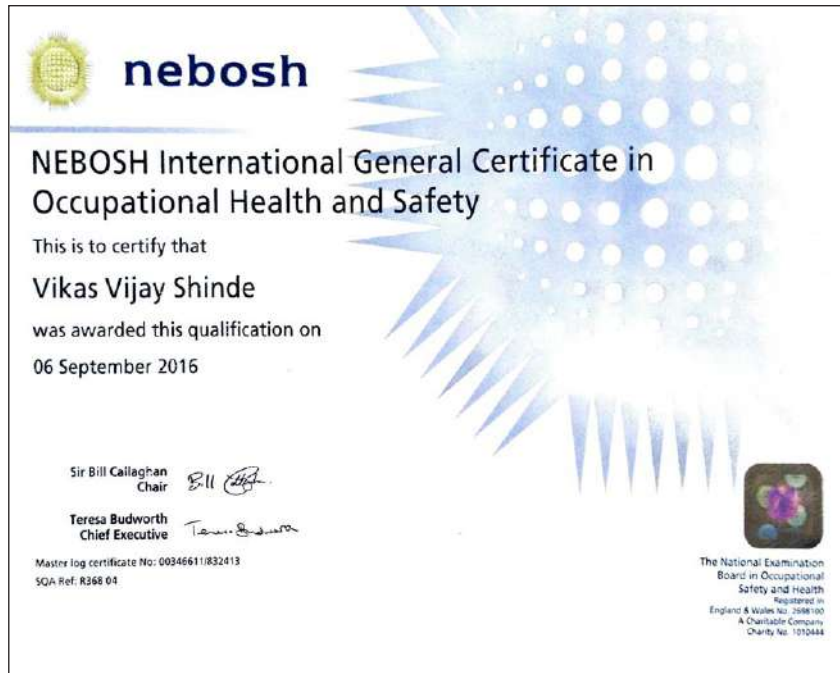 nebosh
NEBOSH International General Certificate in
Occupational Health and Safety
This is to certify that
Vikas Vijay Shinde
was awarded this qualification on
06 September 2016
Sir Bill Callaghan
Chair
Teresa Budworth
Chief Executive
Master log certificate No: 00346611/832413
SQA Ref: R368 04
The National Examination
Board in Occupational
Safety and Health
Registered in
England & Wales No. 2698100
A Charitable Company
Charity No. 1010444